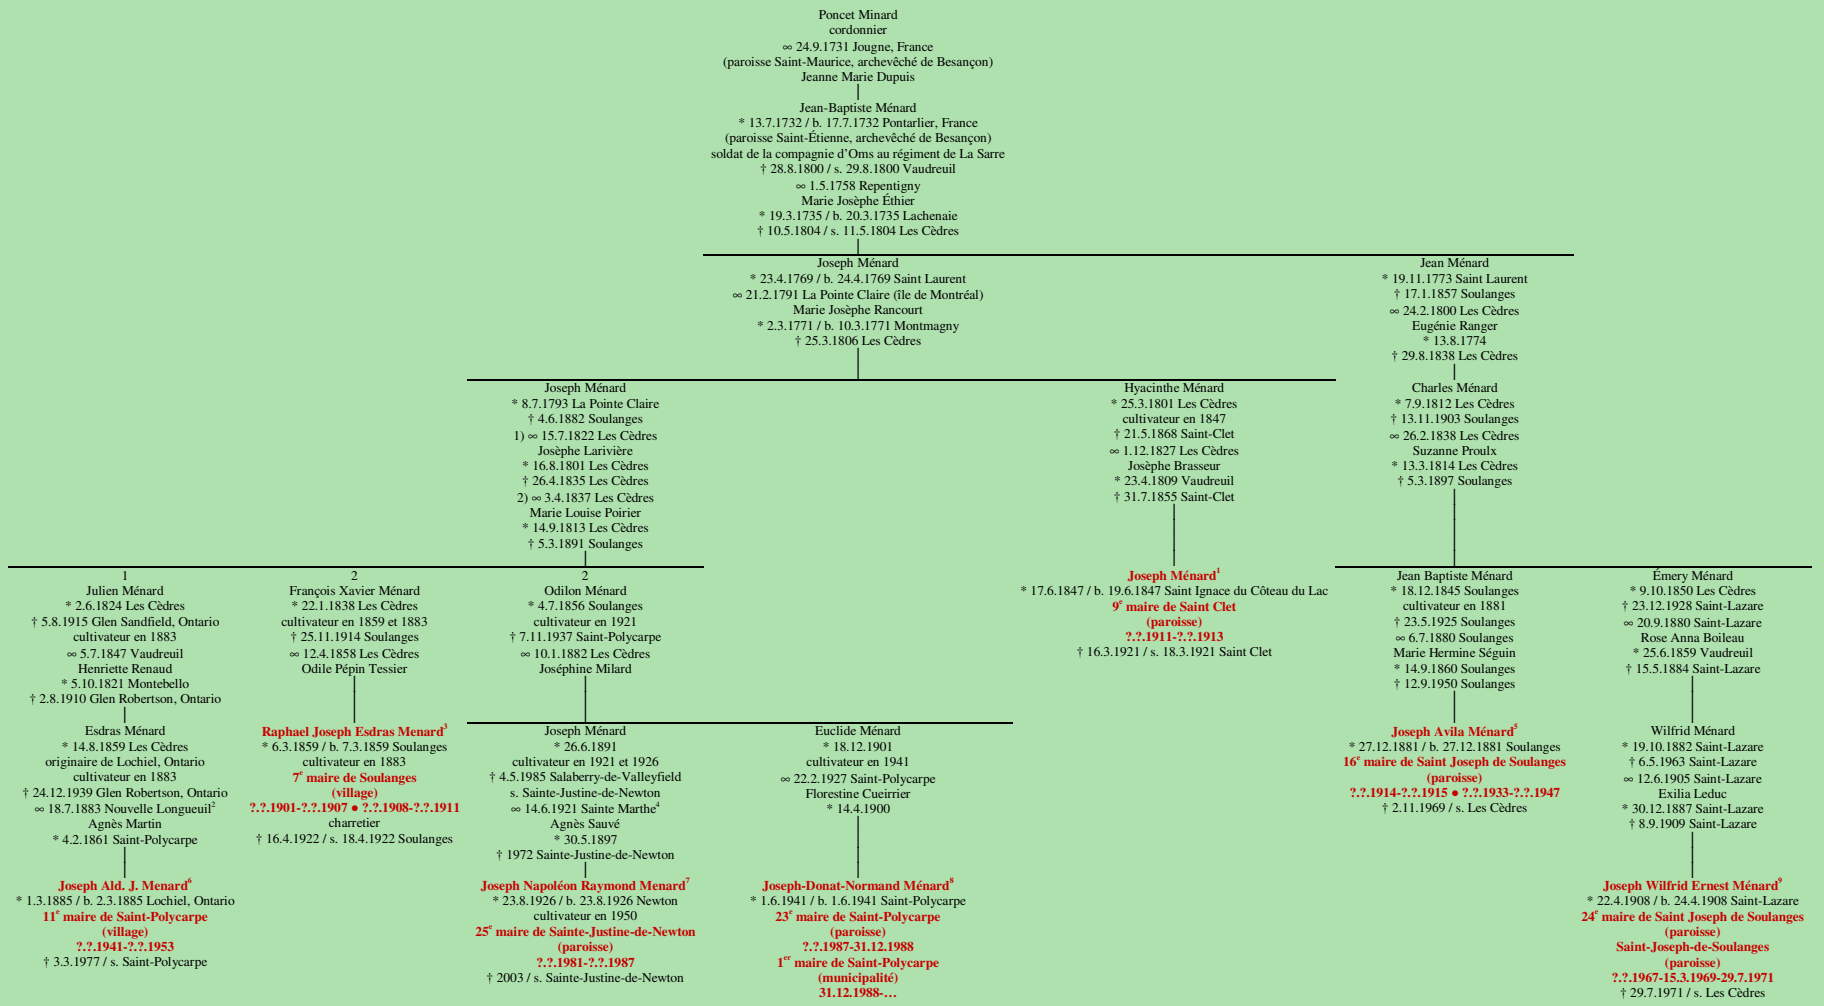 Poncet Minard
cordonnier
∞ 24.9.1731 Jougne, France
(paroisse Saint-Maurice, archevêché de Besançon)
Jeanne Marie Dupuis
Jean-Baptiste Ménard
* 13.7.1732 / b. 17.7.1732 Pontarlier, France
(paroisse Saint-Étienne, archevêché de Besançon)
soldat de la compagnie d'Oms au régiment de La Sarre
† 28.8.1800 / s. 29.8.1800 Vaudreuil
∞ 1.5.1758 Repentigny
Marie Josèphe Éthier
* 19.3.1735 / b. 20.3.1735 Lachenaie
† 10.5.1804 / s. 11.5.1804 Les Cèdres
Joseph Ménard
* 23.4.1769 / b. 24.4.1769 Saint Laurent
∞ 21.2.1791 La Pointe Claire (île de Montréal)
Marie Josèphe Rancourt
* 2.3.1771 / b. 10.3.1771 Montmagny
† 25.3.1806 Les Cèdres
Jean Ménard
* 19.11.1773 Saint Laurent
† 17.1.1857 Soulanges
∞ 24.2.1800 Les Cèdres
Eugénie Ranger
* 13.8.1774
† 29.8.1838 Les Cèdres
Joseph Ménard
* 8.7.1793 La Pointe Claire
† 4.6.1882 Soulanges
1) ∞ 15.7.1822 Les Cèdres
Josèphe Larivière
* 16.8.1801 Les Cèdres
† 26.4.1835 Les Cèdres
2) ∞ 3.4.1837 Les Cèdres
Marie Louise Poirier
* 14.9.1813 Les Cèdres
† 5.3.1891 Soulanges
Hyacinthe Ménard
* 25.3.1801 Les Cèdres
cultivateur en 1847
† 21.5.1868 Saint-Clet
∞ 1.12.1827 Les Cèdres
Josèphe Brasseur
* 23.4.1809 Vaudreuil
† 31.7.1855 Saint-Clet
Charles Ménard
* 7.9.1812 Les Cèdres
† 13.11.1903 Soulanges
∞ 26.2.1838 Les Cèdres
Suzanne Proulx
* 13.3.1814 Les Cèdres
† 5.3.1897 Soulanges
1
Julien Ménard
* 2.6.1824 Les Cèdres
† 5.8.1915 Glen Sandfield, Ontario
cultivateur en 1883
∞ 5.7.1847 Vaudreuil
Henriette Renaud
* 5.10.1821 Montebello
† 2.8.1910 Glen Robertson, Ontario
2
François Xavier Ménard
* 22.1.1838 Les Cèdres
cultivateur en 1859 et 1883
† 25.11.1914 Soulanges
∞ 12.4.1858 Les Cèdres
Odile Pépin Tessier
2
Odilon Ménard
* 4.7.1856 Soulanges
cultivateur en 1921
† 7.11.1937 Saint-Polycarpe
∞ 10.1.1882 Les Cèdres
Joséphine Milard
Joseph Ménard¹
* 17.6.1847 / b. 19.6.1847 Saint Ignace du Côteau du Lac
9e maire de Saint Clet
(paroisse)
?.?.1911-?.?.1913
† 16.3.1921 / s. 18.3.1921 Saint Clet
Jean Baptiste Ménard
* 18.12.1845 Soulanges
cultivateur en 1881
† 23.5.1925 Soulanges
∞ 6.7.1880 Soulanges
Marie Hermine Séguin
* 14.9.1860 Soulanges
† 12.9.1950 Soulanges
Émery Ménard
* 9.10.1850 Les Cèdres
† 23.12.1928 Saint-Lazare
∞ 20.9.1880 Saint-Lazare
Rose Anna Boileau
* 25.6.1859 Vaudreuil
† 15.5.1884 Saint-Lazare
Esdras Ménard
* 14.8.1859 Les Cèdres
originaire de Lochiel, Ontario
cultivateur en 1883
† 24.12.1939 Glen Robertson, Ontario
∞ 18.7.1883 Nouvelle Longueuil²
Agnès Martin
* 4.2.1861 Saint-Polycarpe
Raphael Joseph Esdras Menard³
* 6.3.1859 / b. 7.3.1859 Soulanges
cultivateur en 1883
7e maire de Soulanges
(village)
?.?.1901-?.?.1907 ● ?.?.1908-?.?.1911
charretier
† 16.4.1922 / s. 18.4.1922 Soulanges
Joseph Ménard
* 26.6.1891
cultivateur en 1921 et 1926
† 4.5.1985 Salaberry-de-Valleyfield
s. Sainte-Justine-de-Newton
∞ 14.6.1921 Sainte Marthe⁴
Agnès Sauvé
* 30.5.1897
† 1972 Sainte-Justine-de-Newton
Euclide Ménard
* 18.12.1901
cultivateur en 1941
∞ 22.2.1927 Saint-Polycarpe
Florestine Cueirrier
* 14.4.1900
Joseph Avila Ménard⁵
* 27.12.1881 / b. 27.12.1881 Soulanges
16e maire de Saint Joseph de Soulanges
(paroisse)
?.?.1914-?.?.1915 ● ?.?.1933-?.?.1947
† 2.11.1969 / s. Les Cèdres
Wilfrid Ménard
* 19.10.1882 Saint-Lazare
† 6.5.1963 Saint-Lazare
∞ 12.6.1905 Saint-Lazare
Exilia Leduc
* 30.12.1887 Saint-Lazare
† 8.9.1909 Saint-Lazare
Joseph Ald. J. Menard⁶
* 1.3.1885 / b. 2.3.1885 Lochiel, Ontario
11e maire de Saint-Polycarpe
(village)
?.?.1941-?.?.1953
† 3.3.1977 / s. Saint-Polycarpe
Joseph Napoléon Raymond Menard⁷
* 23.8.1926 / b. 23.8.1926 Newton
cultivateur en 1950
25e maire de Sainte-Justine-de-Newton
(paroisse)
?.?.1981-?.?.1987
† 2003 / s. Sainte-Justine-de-Newton
Joseph-Donat-Normand Ménard⁸
* 1.6.1941 / b. 1.6.1941 Saint-Polycarpe
23e maire de Saint-Polycarpe
(paroisse)
?.?.1987-31.12.1988
1er maire de Saint-Polycarpe
(municipalité)
31.12.1988-…
Joseph Wilfrid Ernest Ménard⁹
* 22.4.1908 / b. 24.4.1908 Saint-Lazare
24e maire de Saint Joseph de Soulanges
(paroisse)
Saint-Joseph-de-Soulanges
(paroisse)
?.?.1967-15.3.1969-29.7.1971
† 29.7.1971 / s. Les Cèdres